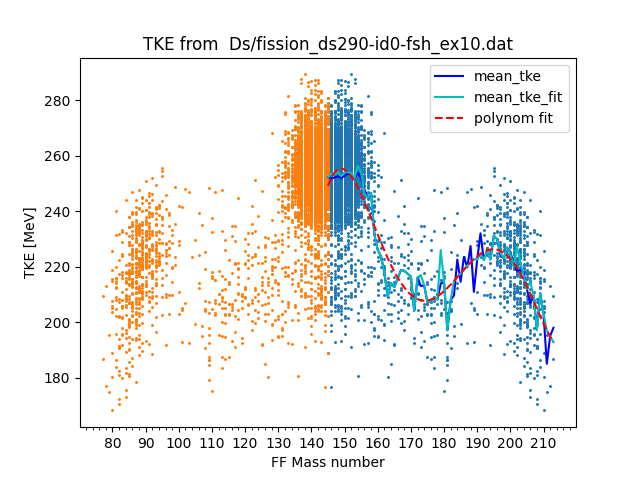 TKE from  Ds/fission_ds290-id0-fsh_ex10.dat
mean_tke
mean_tke_fit
polynom fit
TKE [MeV]
280
260
240
220
200
180
80 90 100 110 120 130 140 150 160 170 180 190 200 210
FF Mass number